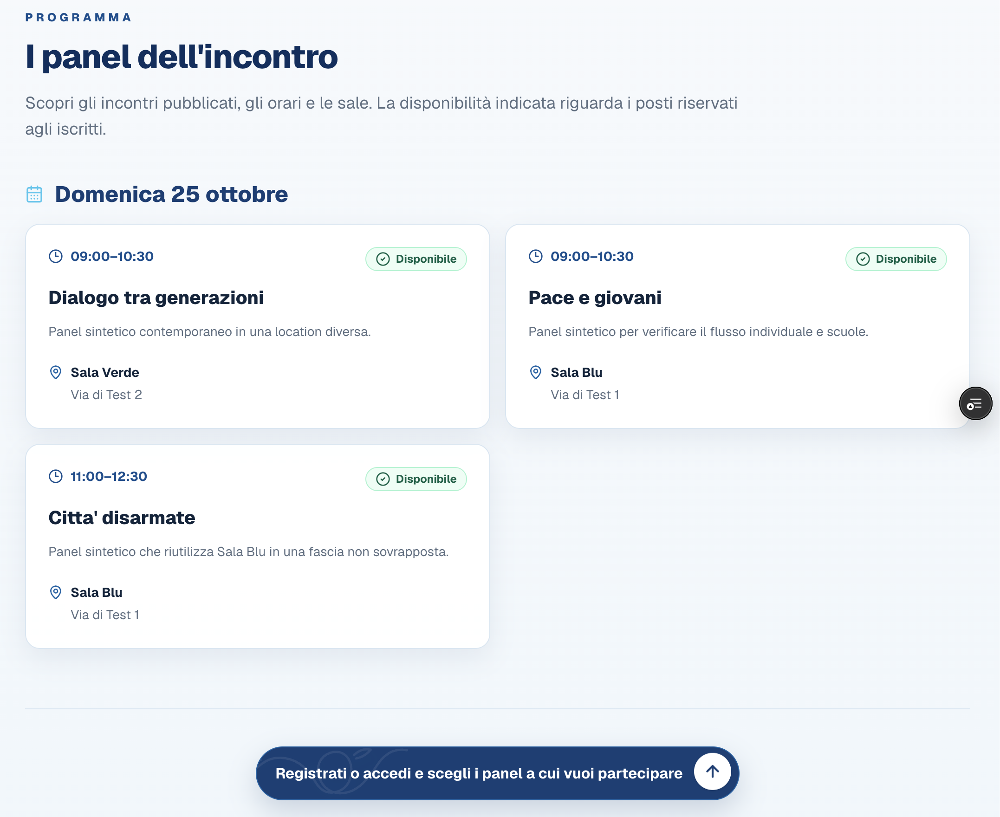 PROGRAMMA
I panel dell'incontro
Scopri gli incontri pubblicati, gli orari e le sale. La disponibilità indicata riguarda i posti riservati
agli iscritti.
Domenica 25 ottobre
09:00–10:30
Disponibile
Dialogo tra generazioni
Panel sintetico contemporaneo in una location diversa.
Sala Verde
Via di Test 2
09:00–10:30
Disponibile
Pace e giovani
Panel sintetico per verificare il flusso individuale e scuole.
Sala Blu
Via di Test 1
11:00–12:30
Disponibile
Citta' disarmate
Panel sintetico che riutilizza Sala Blu in una fascia non sovrapposta.
Sala Blu
Via di Test 1
Registrati o accedi e scegli i panel a cui vuoi partecipare